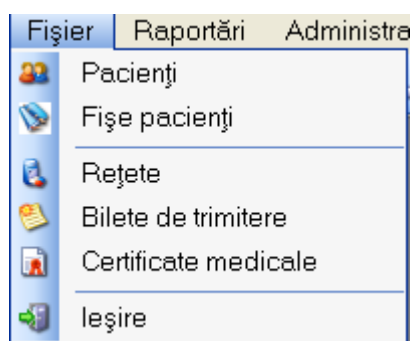 Fişier Raportări Administra
Pacienţi
Fişe pacienţi
Reţete
Bilete de trimitere
Certificate medicale
Ieşire